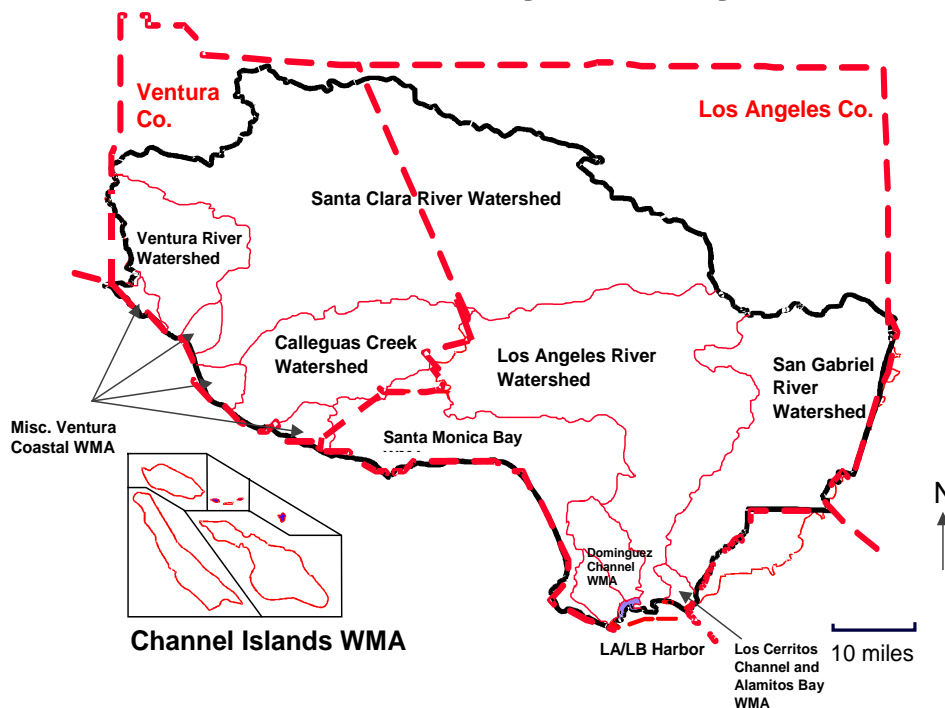 Ventura
Co.
Los Angeles Co.
Santa Clara River Watershed
Ventura River
Watershed
Calleguas Creek
Watershed
Los Angeles River
Watershed
San Gabriel
River
Watershed
Misc. Ventura
Coastal WMA
Santa Monica Bay
N
Dominguez
Channel
WMA
Channel Islands WMA
LA/LB Harbor
Los Cerritos
Channel and
Alamitos Bay
WMA
10 miles